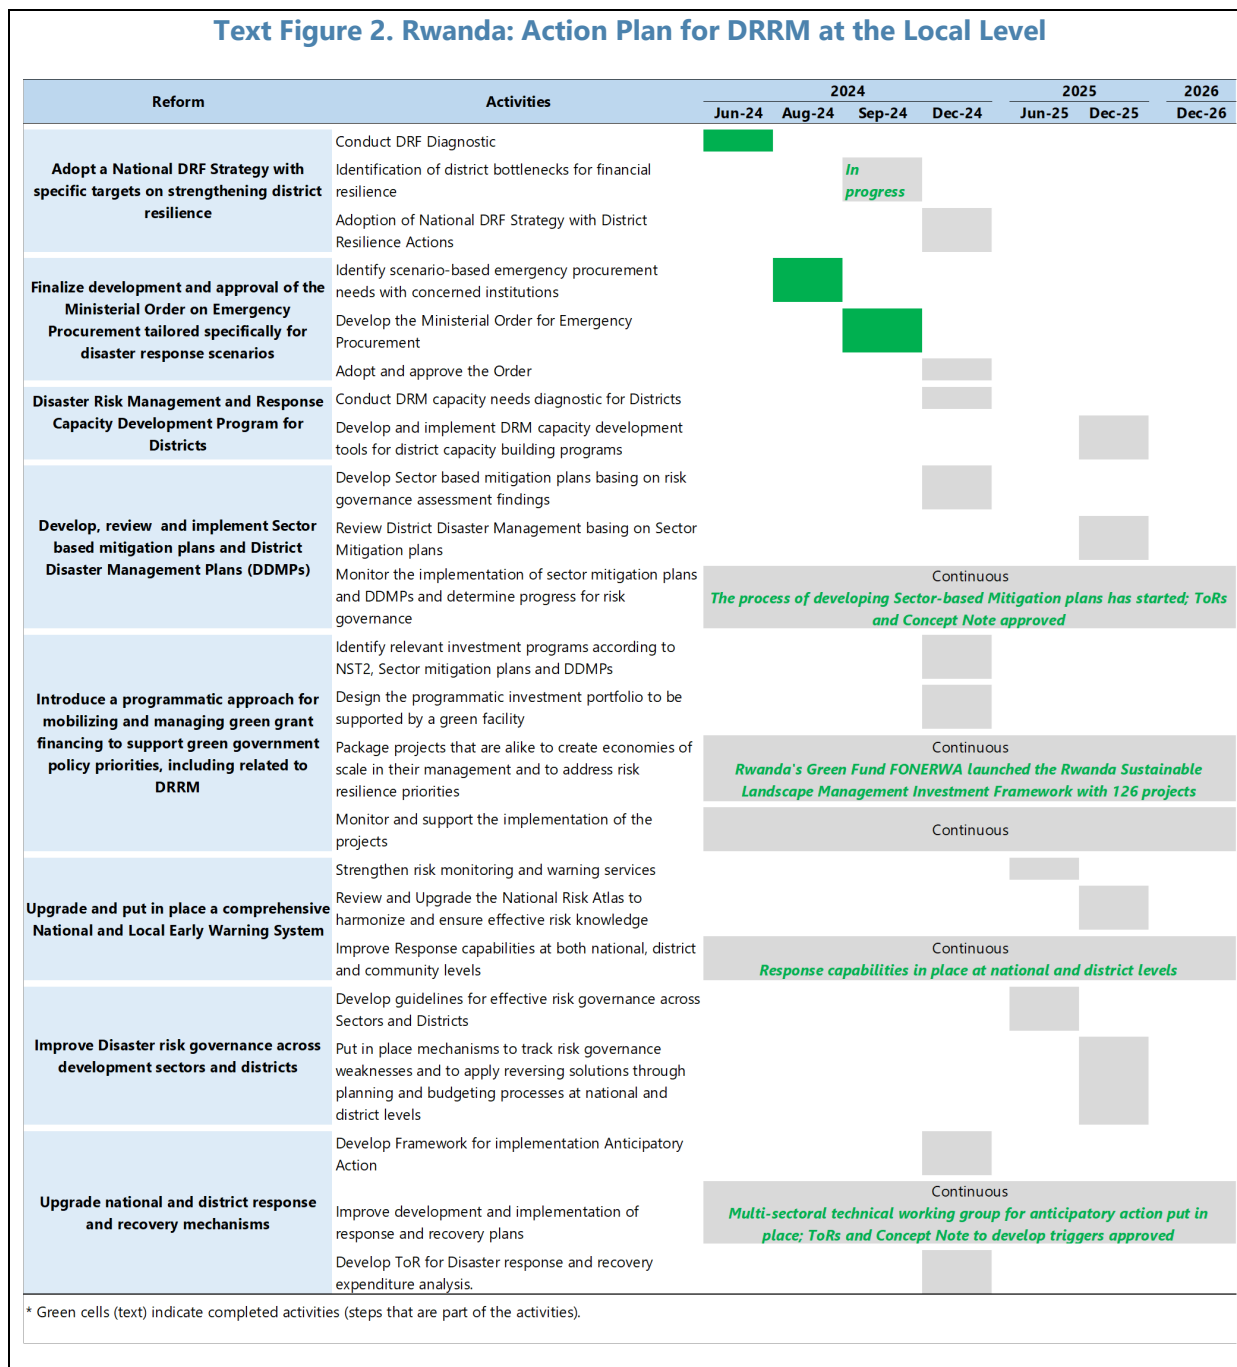 Text Figure 2. Rwanda: Action Plan for DRRM at the Local Level
Reform
Activities
2024
2025
2026
Jun-24
Aug-24
Sep-24
Dec-24
Jun-25
Dec-25
Dec-26
Adopt a National DRF Strategy with
specific targets on strengthening district
resilience
Conduct DRF Diagnostic
Identification of district bottlenecks for financial
resilience
In
progress
Adoption of National DRF Strategy with District
Resilience Actions
Finalize development and approval of the
Ministerial Order on Emergency
Procurement tailored specifically for
disaster response scenarios
Identify scenario-based emergency procurement
needs with concerned institutions
Develop the Ministerial Order for Emergency
Procurement
Adopt and approve the Order
Disaster Risk Management and Response
Capacity Development Program for
Districts
Conduct DRM capacity needs diagnostic for Districts
Develop and implement DRM capacity development
tools for district capacity building programs
Develop, review  and implement Sector
based mitigation plans and District
Disaster Management Plans (DDMPs)
Develop Sector based mitigation plans basing on risk
governance assessment findings
Review District Disaster Management basing on Sector
Mitigation plans
Monitor the implementation of sector mitigation plans
and DDMPs and determine progress for risk
governance
Continuous
The process of developing Sector-based Mitigation plans has started; ToRs
and Concept Note approved
Introduce a programmatic approach for
mobilizing and managing green grant
financing to support green government
policy priorities, including related to
DRRM
Identify relevant investment programs according to
NST2, Sector mitigation plans and DDMPs
Design the programmatic investment portfolio to be
supported by a green facility
Package projects that are alike to create economies of
scale in their management and to address risk
resilience priorities
Continuous
Rwanda's Green Fund FONERWA launched the Rwanda Sustainable
Landscape Management Investment Framework with 126 projects
Monitor and support the implementation of the
projects
Continuous
Upgrade and put in place a comprehensive
National and Local Early Warning System
Strengthen risk monitoring and warning services
Review and Upgrade the National Risk Atlas to
harmonize and ensure effective risk knowledge
Improve Response capabilities at both national, district
and community levels
Continuous
Response capabilities in place at national and district levels
Improve Disaster risk governance across
development sectors and districts
Develop guidelines for effective risk governance across
Sectors and Districts
Put in place mechanisms to track risk governance
weaknesses and to apply reversing solutions through
planning and budgeting processes at national and
district levels
Upgrade national and district response
and recovery mechanisms
Develop Framework for implementation Anticipatory
Action
Improve development and implementation of
response and recovery plans
Continuous
Multi-sectoral technical working group for anticipatory action put in
place; ToRs and Concept Note to develop triggers approved
Develop ToR for Disaster response and recovery
expenditure analysis.
* Green cells (text) indicate completed activities (steps that are part of the activities).